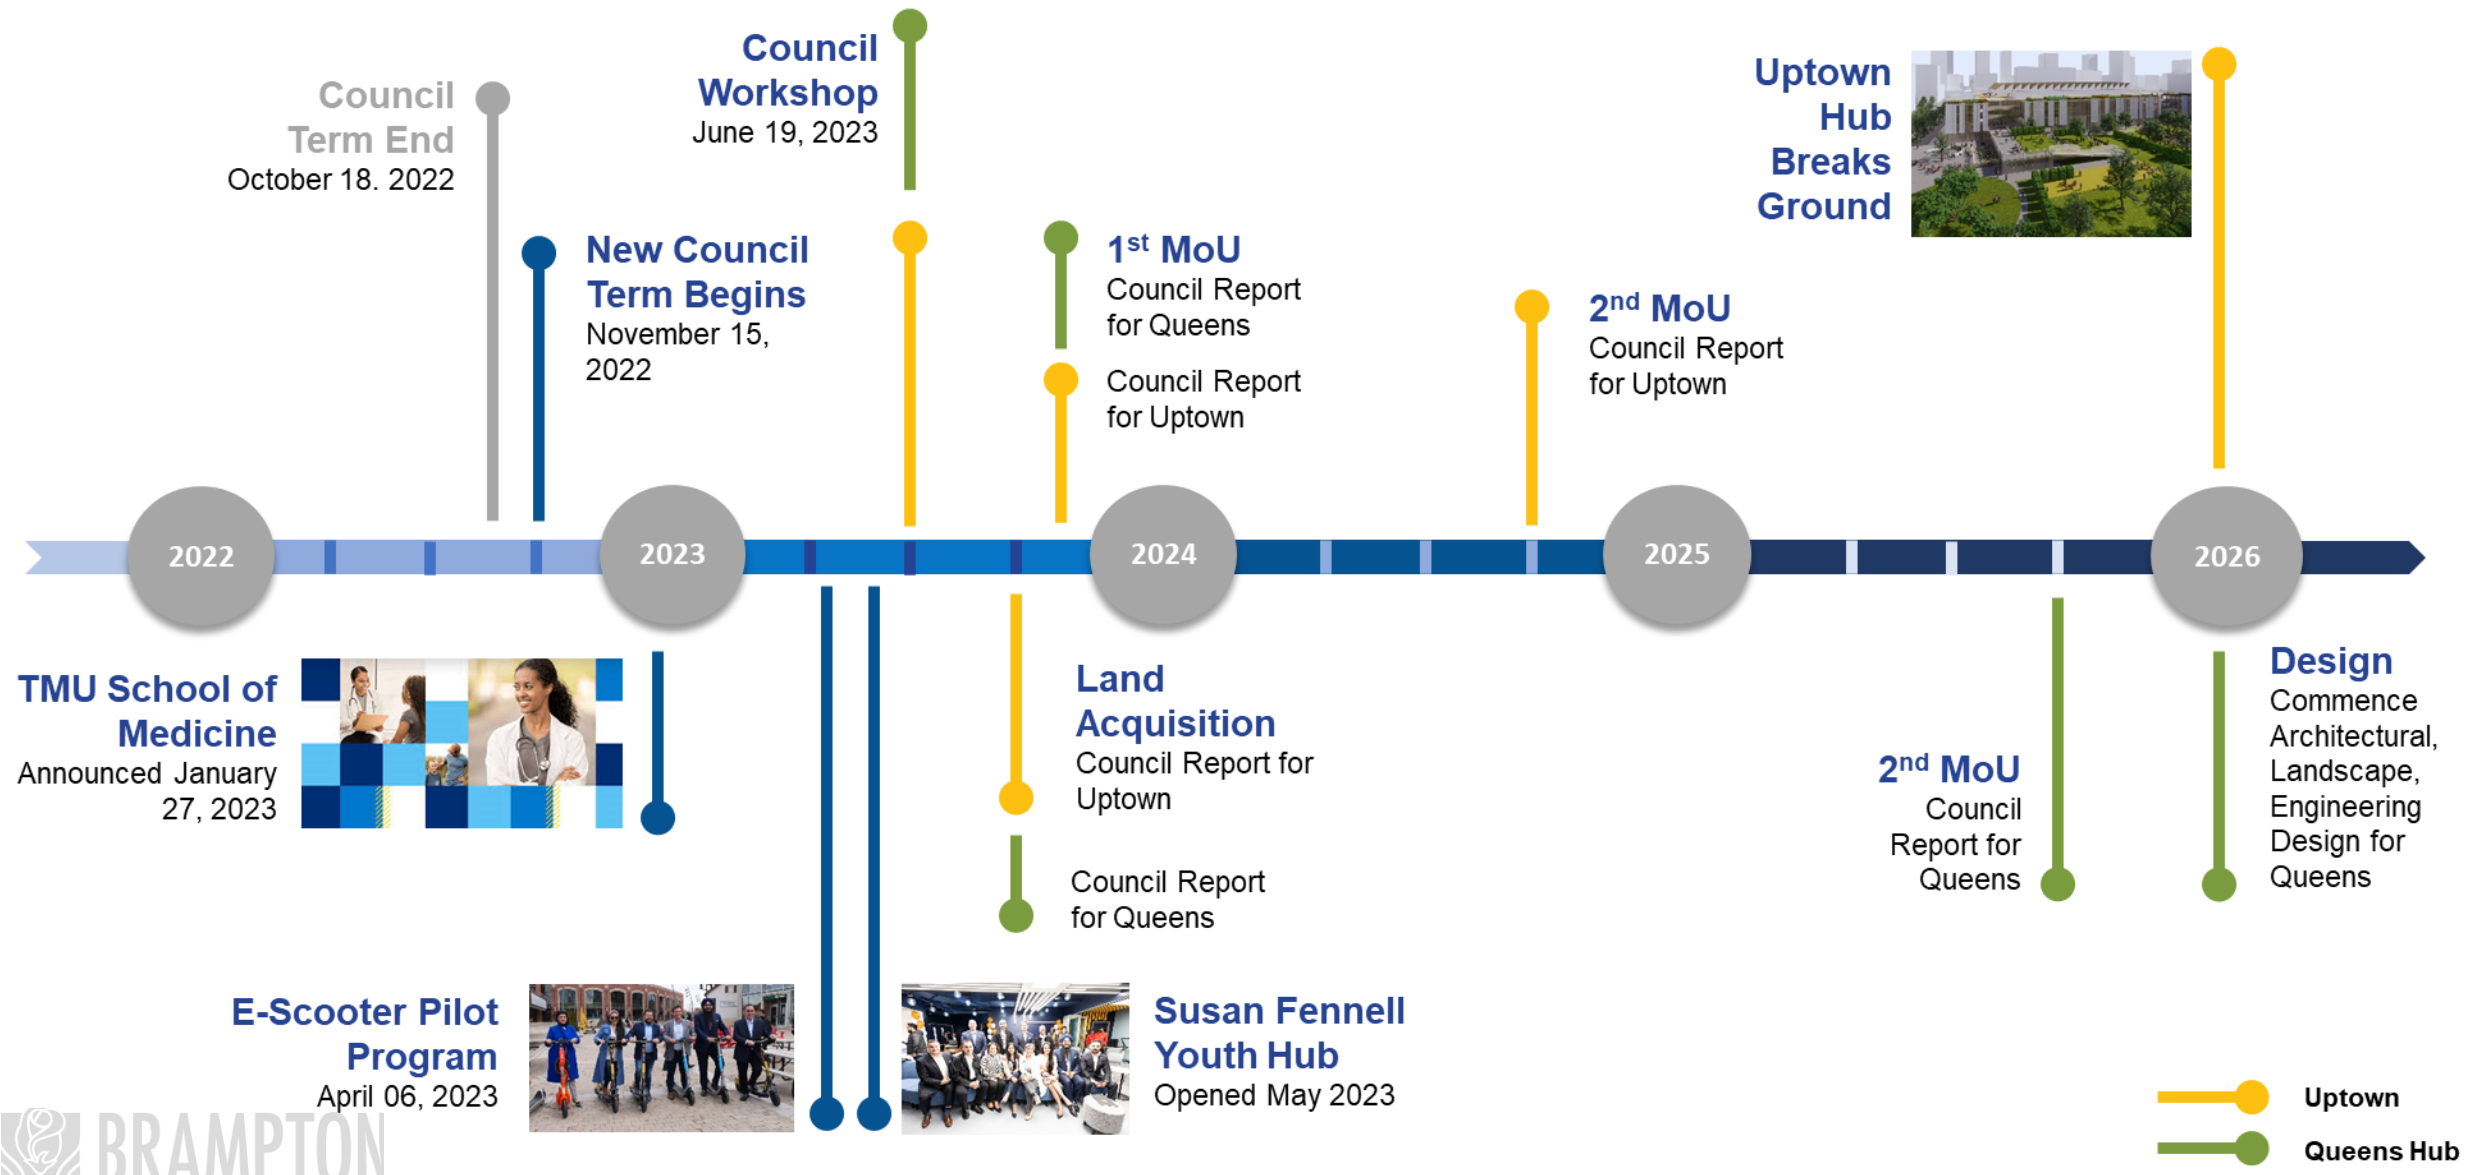 Council
Workshop
June 19, 2023
Council
Term End
October 18. 2022
New Council
Term Begins
November 15,
2022
1st MoU
Council Report
for Queens
Council Report
for Uptown
2nd MoU
Council Report
for Uptown
Uptown
Hub
Breaks
Ground
2022
2023
2024
2025
2026
TMU School of
Medicine
Announced January
27, 2023
Land
Acquisition
Council Report for
Uptown
Council Report
for Queens
2nd MoU
Council
Report for
Queens
Design
Commence
Architectural,
Landscape,
Engineering
Design for
Queens
E-Scooter Pilot
Program
April 06, 2023
Susan Fennell
Youth Hub
Opened May 2023
BRAMPTON
Uptown
Queens Hub